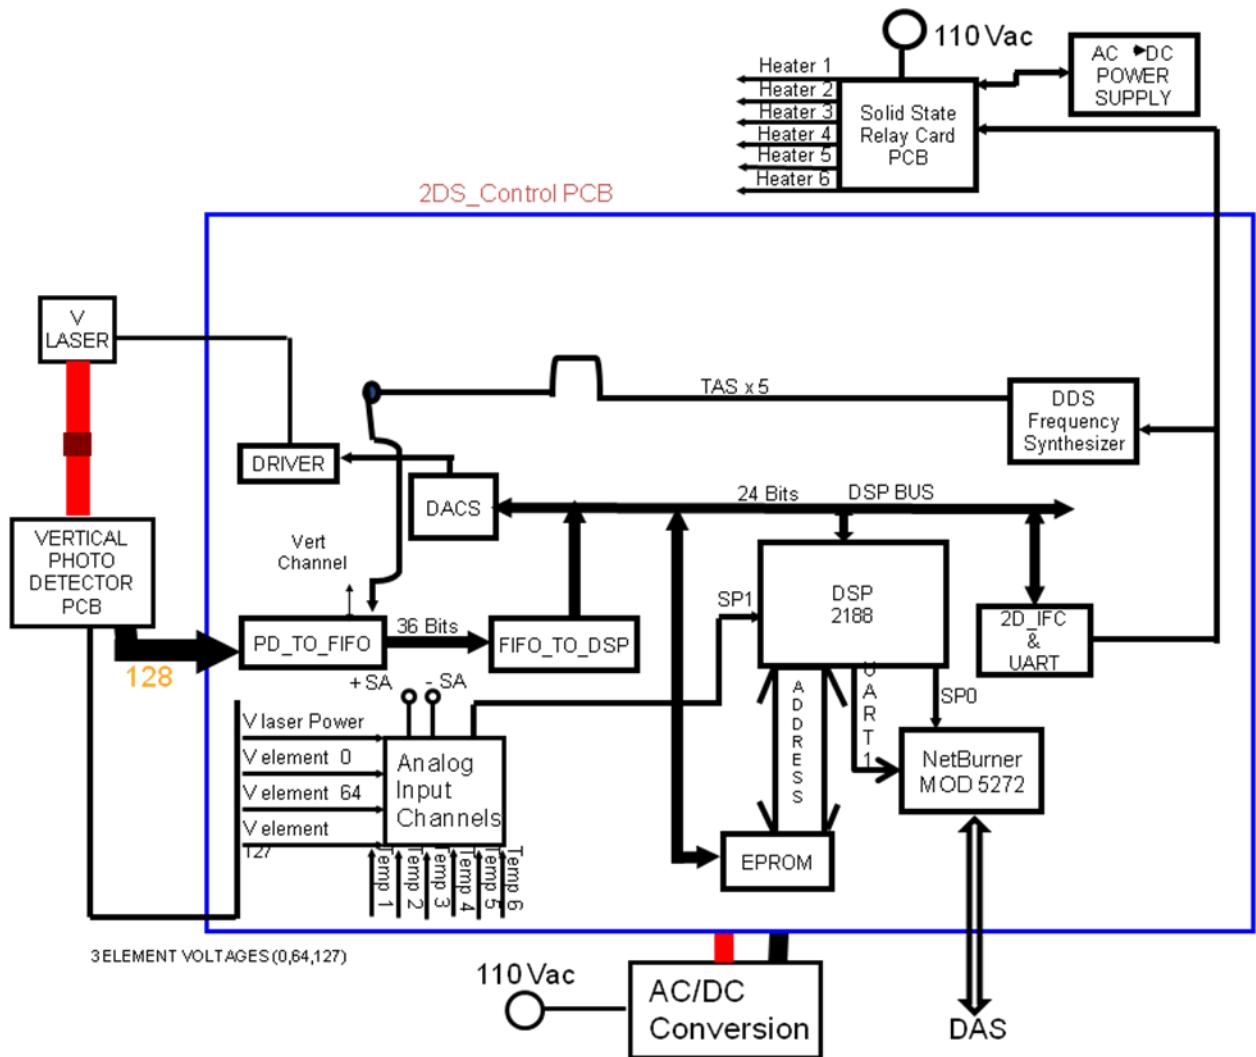 110 Vac
AC DC
POWER
SUPPLY
Heater 1
Heater 2
Heater 3
Heater 4
Heater 5
Heater 6
Solid State
Relay Card
PCB
2DS_Control PCB
V
LASER
TAS x 5
DDS
Frequency
Synthesizer
DRIVER
DACS
24 Bits
DSP BUS
VERTICAL
PHOTO
DETECTOR
PCB
Vert
Channel
DSP
2188
SP1
PD_TO_FIFO
36 Bits
FIFO_TO_DSP
2D_IFC
&
UART
128
+SA
- SA
ADDRESS
UART1
SP0
V laser Power
V element 0
V element 64
V element
127
Analog
Input
Channels
NetBurner
MOD 5272
Temp 1
Temp 2
Temp 3
Temp 4
Temp 5
Temp 6
EPROM
3 ELEMENT VOLTAGES (0,64,127)
110 Vac
AC/DC
Conversion
DAS